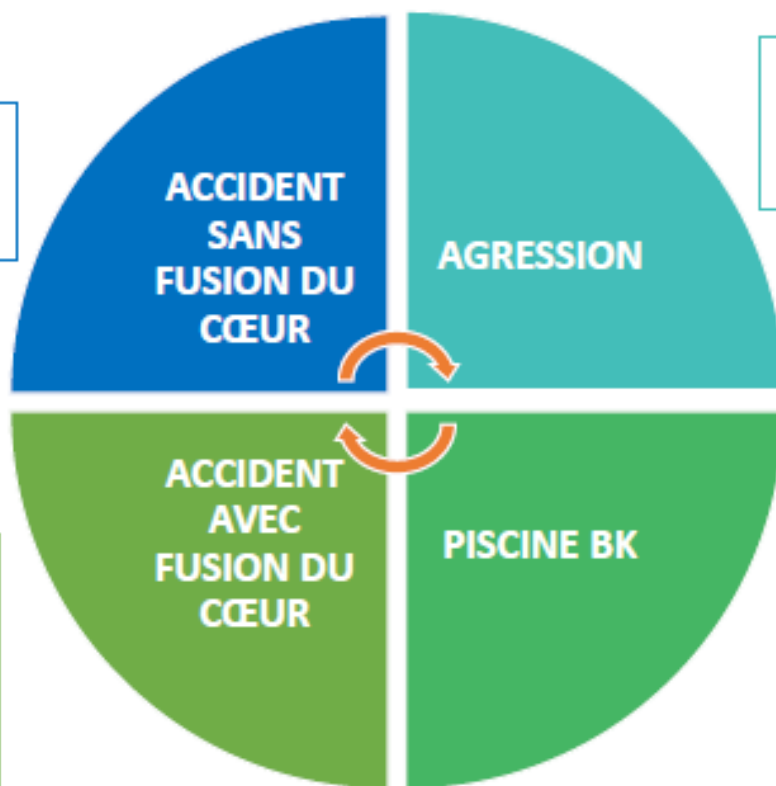 ACCIDENT
SANS
FUSION DU
CŒUR
AGRESSION
ACCIDENT
AVEC
FUSION DU
CŒUR
PISCINE BK